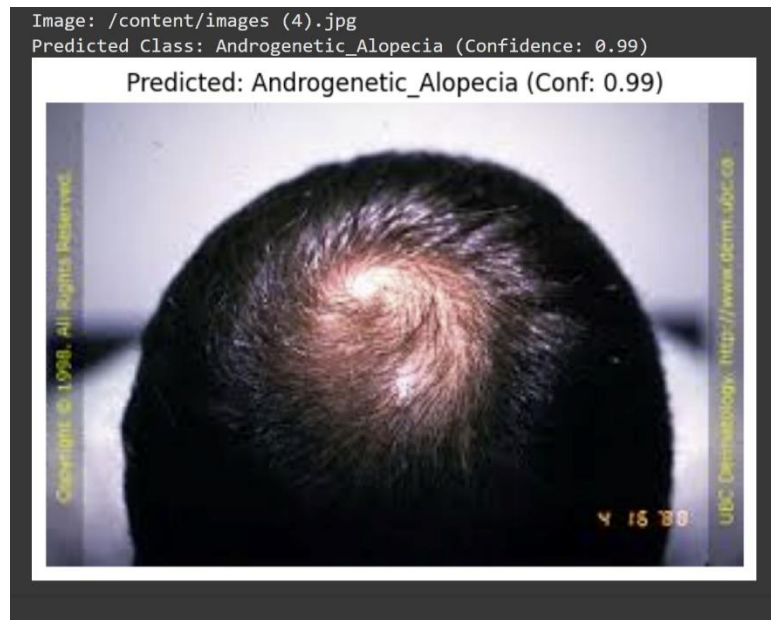 Image: /content/images (4).jpg
Predicted Class: Androgenetic_Alopecia (Confidence: 0.99)
Predicted: Androgenetic_Alopecia (Conf: 0.99)
Copyright © 1998. All Rights Reserved.
UBC Dermatology. http://www.derm.ubc.ca
4 16 '88